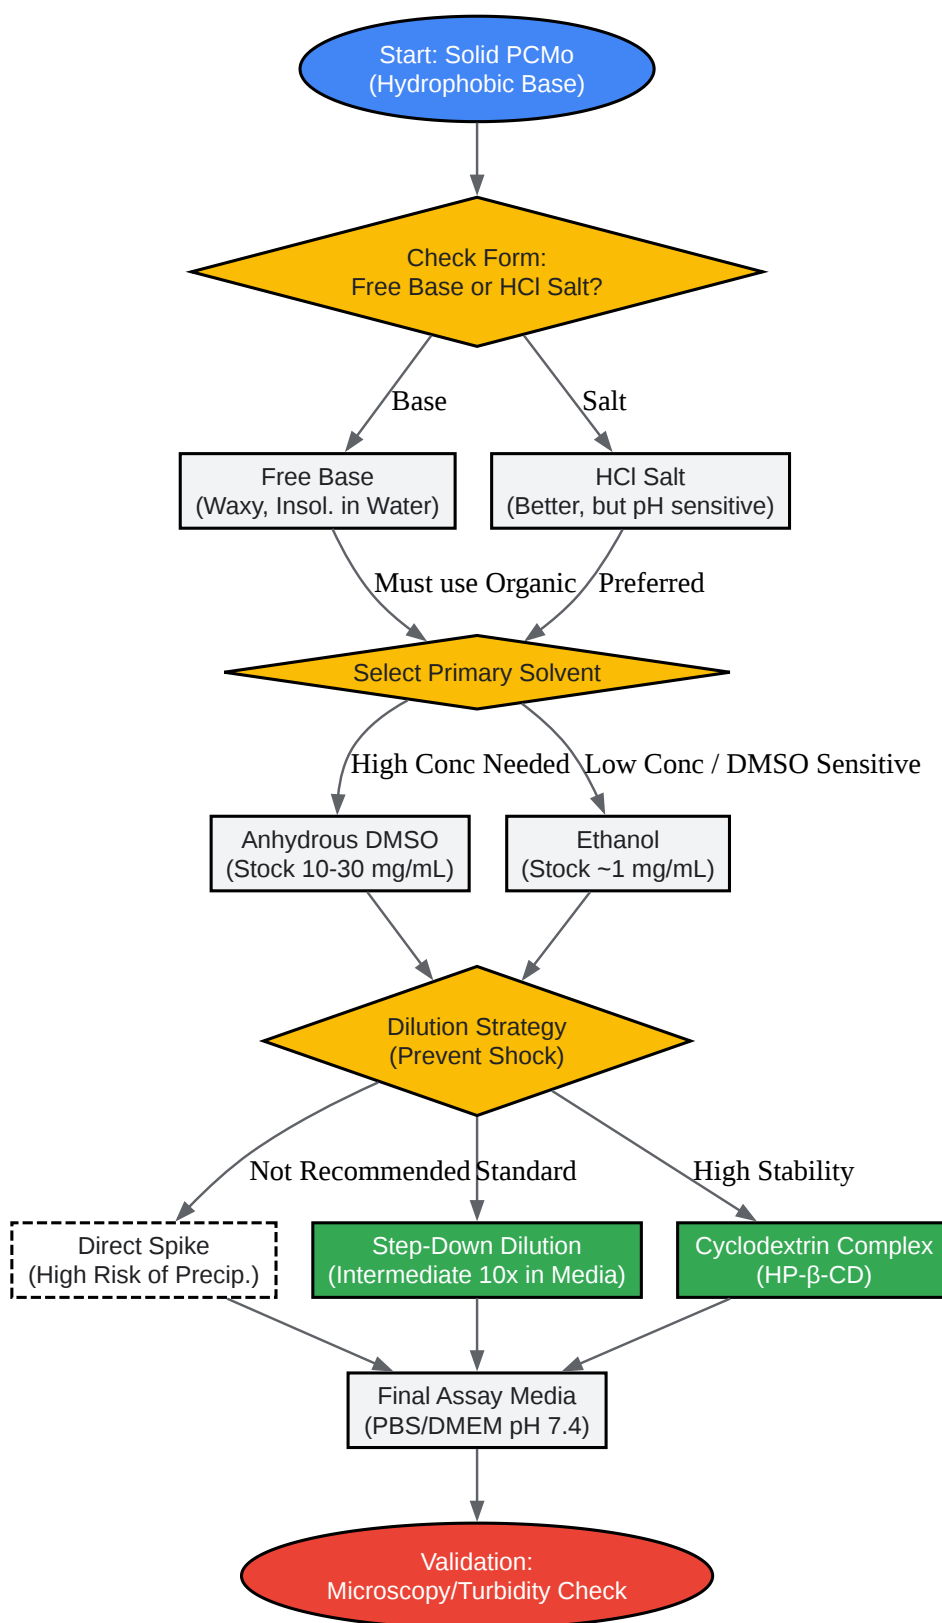 Start: Solid PCMo
(Hydrophobic Base)
Check Form:
Free Base or HCl Salt?
Base
Salt
Free Base
(Waxy, Insol. in Water)
HCl Salt
(Better, but pH sensitive)
Must use Organic
Preferred
Select Primary Solvent
High Conc Needed
Low Conc / DMSO Sensitive
Anhydrous DMSO
(Stock 10-30 mg/mL)
Ethanol
(Stock ~1 mg/mL)
Dilution Strategy
(Prevent Shock)
Not Recommended
Standard
High Stability
Direct Spike
(High Risk of Precip.)
Step-Down Dilution
(Intermediate 10x in Media)
Cyclodextrin Complex
(HP-β-CD)
Final Assay Media
(PBS/DMEM pH 7.4)
Validation:
Microscopy/Turbidity Check